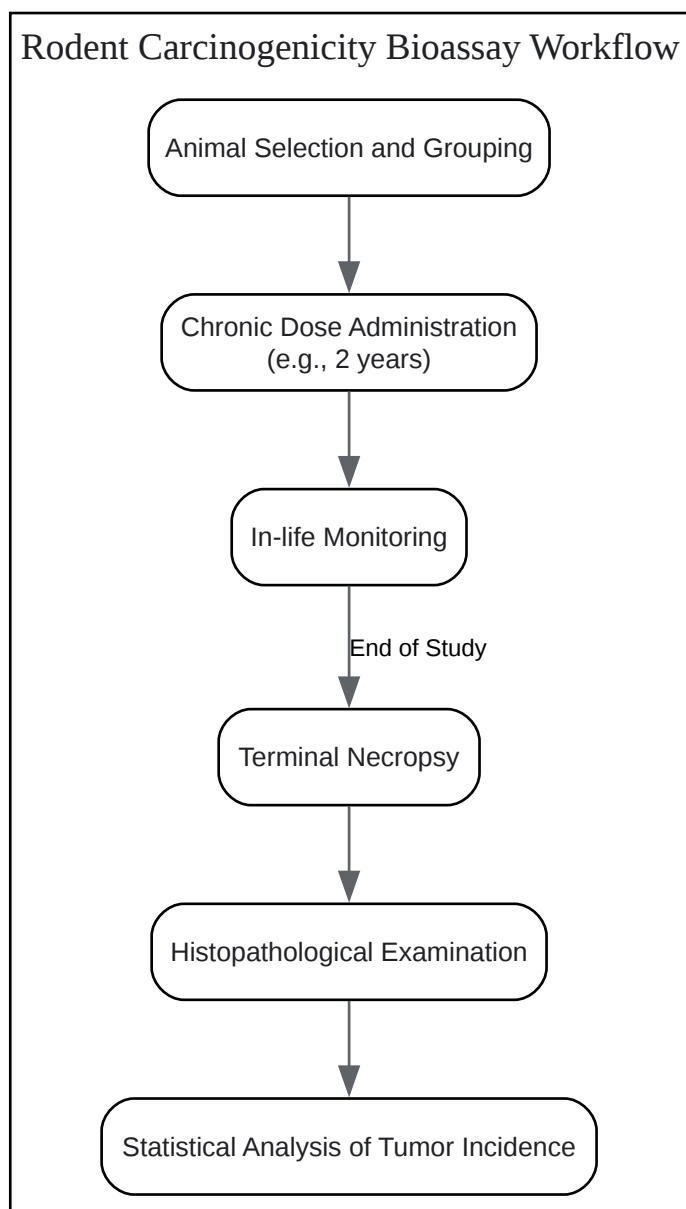 Rodent Carcinogenicity Bioassay Workflow
Animal Selection and Grouping
Chronic Dose Administration
(e.g., 2 years)
In-life Monitoring
End of Study
Terminal Necropsy
Histopathological Examination
Statistical Analysis of Tumor Incidence